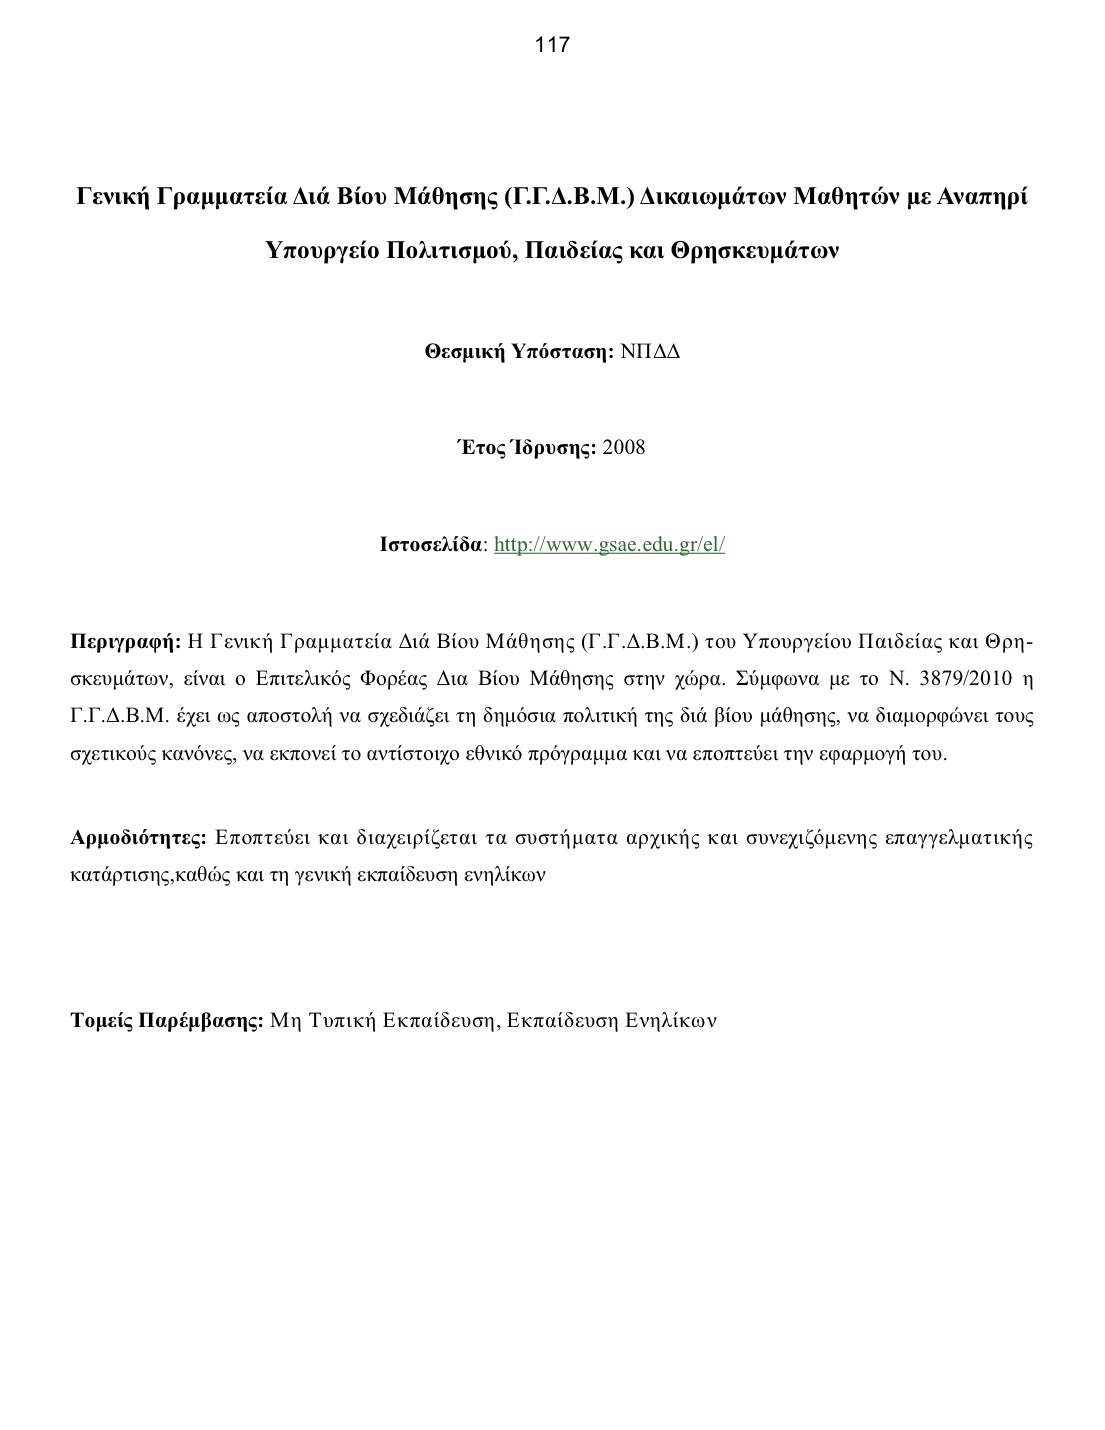 117
Γενική Γραμματεία Διά Βίου Μάθησης (Γ.Γ.Δ.Β.Μ.) Δικαιωμάτων Μαθητών με Αναπηρί
Υπουργείο Πολιτισμού, Παιδείας και Θρησκευμάτων
Θεσμική Υπόσταση: ΝΠΔΔ
Έτος Ίδρυσης: 2008
Ιστοσελίδα: http://www.gsae.edu.gr/el/
Περιγραφή: Η Γενική Γραμματεία Διά Βίου Μάθησης (Γ.Γ.Δ.Β.Μ.) του Υπουργείου Παιδείας και Θρη-
σκευμάτων, είναι ο Επιτελικός Φορέας Δια Βίου Μάθησης στην χώρα. Σύμφωνα με το Ν. 3879/2010 η
Γ.Γ.Δ.Β.Μ. έχει ως αποστολή να σχεδιάζει τη δημόσια πολιτική της διά βίου μάθησης, να διαμορφώνει τους
σχετικούς κανόνες, να εκπονεί το αντίστοιχο εθνικό πρόγραμμα και να εποπτεύει την εφαρμογή του.
Αρμοδιότητες: Εποπτεύει και διαχειρίζεται τα συστήματα αρχικής και συνεχιζόμενης επαγγελματικής
κατάρτισης,καθώς και τη γενική εκπαίδευση ενηλίκων
Τομείς Παρέμβασης: Μη Τυπική Εκπαίδευση, Εκπαίδευση Ενηλίκων